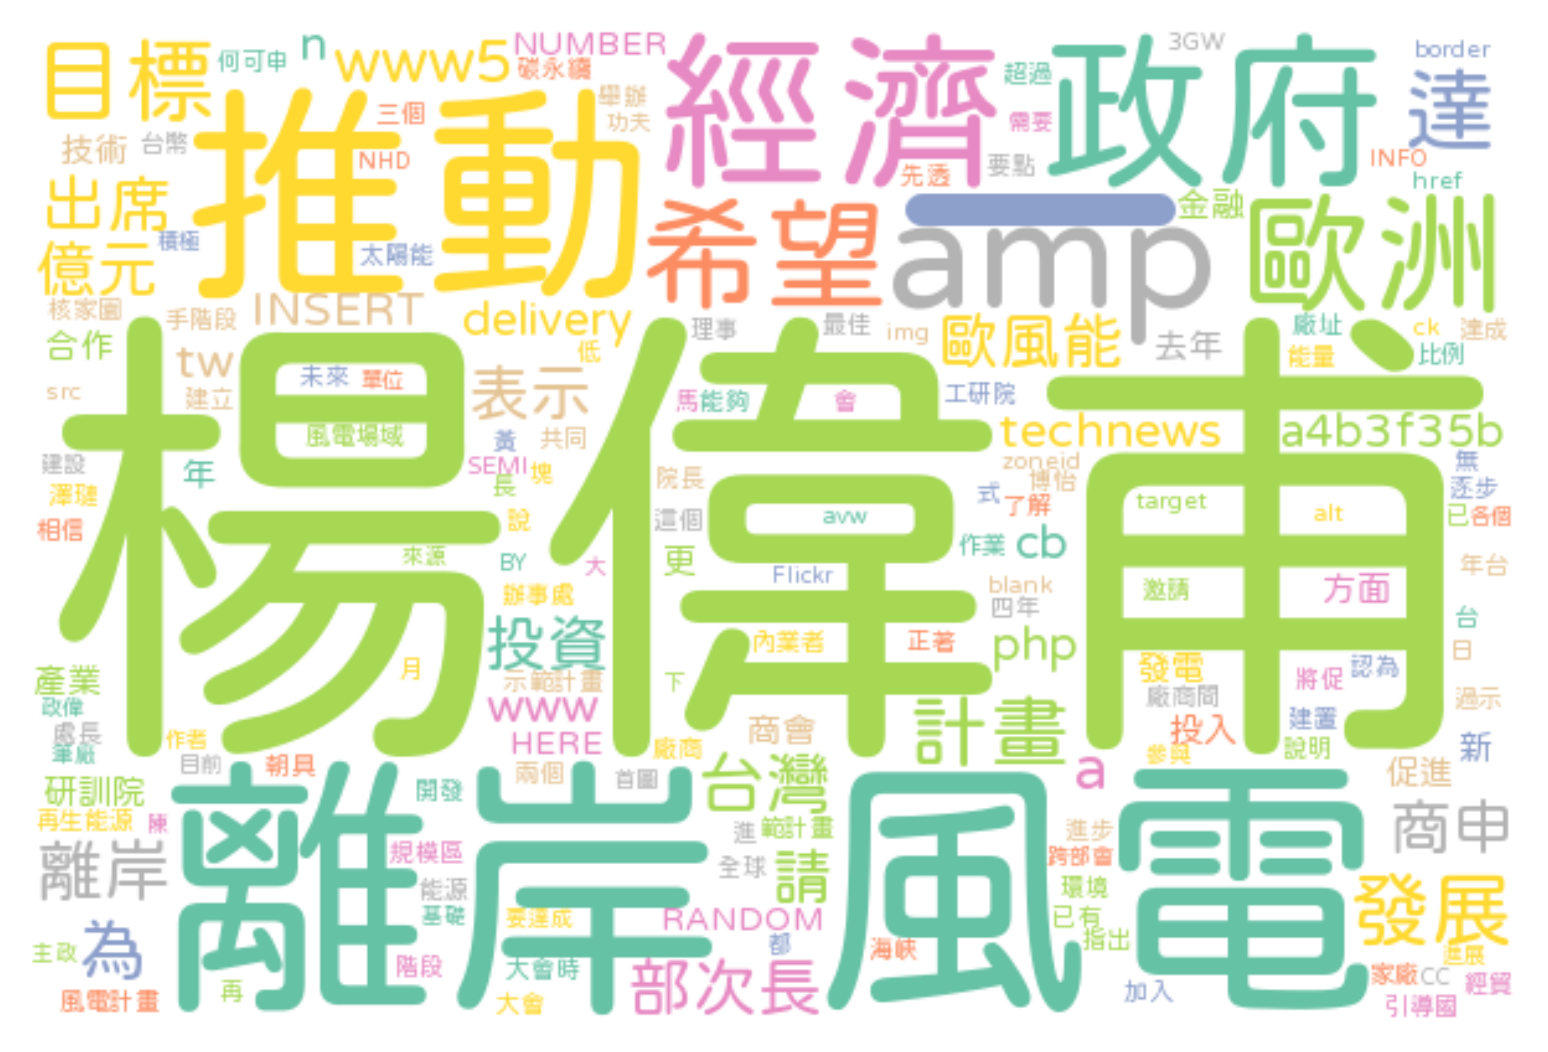 目標
何可申
n
www5
NUMBER
碳永續
經濟
政府
3GW
border
超過
達
推動
三個
舉辦
功夫
需要
技術
台幣
NHD
先透
要點
INFO
href
出席
希望
金融
歐洲
積極
太陽能
amp
億元
核家園
手階段
INSERT
delivery
理事
最佳
img
歐風能
去年
廠址
ck
達成
能量
比例
合作
tw
低
楊偉甫
未來
單位
表示
src
建立
馬
能夠
會
工研院
風電場域
黃
共同
technews
a4b3f35b
建設
年
SEMI
塊
長
院長
zoneid
博怡
無
逐步
澤璉
式
了解
target
alt
已
各個
相信
說
這個
avw
作業
cb
來源
BY
大
更
Flickr
blank
四年
年台
辦事處
邀請
方面
投資
內業者
正著
php
台
日
月
產業
示範計畫
下
發電
將促
認為
廠商間
政偉
www
過示
處長
商會
計畫
投入
建置
筆廠
作者
HERE
廠商
參與
說明
新
目前
朝具
兩個
首圖
台灣
a
促進
研訓院
開發
離岸風電
再生能源
陳
進
範計畫
進步
商申
規模區
跨部會
離岸
全球
請
能源
環境
發展
基礎
要達成
RANDOM
已有
為
都
指出
主政
海峽
進展
階段
大會時
部次長
家廠
CC
經貿
風電計畫
再
大會
加入
引導國